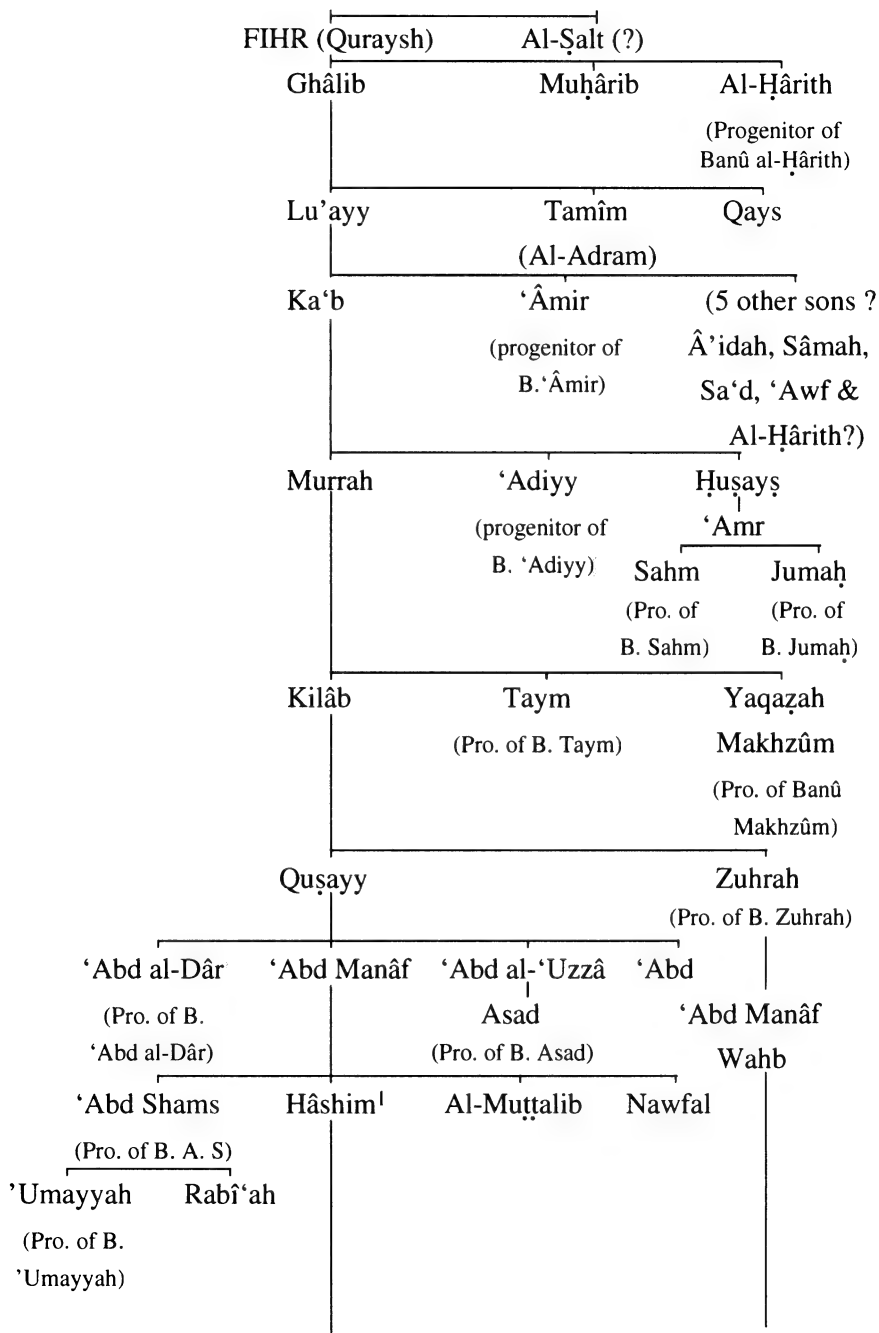 FIHR (Quraysh) Al-Ṣalt (?)
Ghâlib Muḥârib Al-Ḥârith
(Progenitor of
Banû al-Ḥârith)
Lu’ayy Tamîm Qays
(Al-Adram)
Ka‘b ‘Âmir (5 other sons ?
(progenitor of Â’idah, Sâmah,
B.‘Âmir) Sa‘d, ‘Awf &
Al-Ḥârith?)
Murrah ‘Adiyy Ḥuṣayṣ
(progenitor of ‘Amr
B. ‘Adiyy) Sahm Jumaḥ
(Pro. of (Pro. of
B. Sahm) B. Jumaḥ)
Kilâb Taym Yaqaẓah
(Pro. of B. Taym) Makhzûm
(Pro. of Banû
Makhzûm)
Quṣayy Zuhrah
(Pro. of B. Zuhrah)
‘Abd al-Dâr ‘Abd Manâf ‘Abd al-‘Uzzâ ‘Abd
(Pro. of B. Asad ‘Abd Manâf
‘Abd al-Dâr) (Pro. of B. Asad) Wahb
‘Abd Shams Hâshim¹ Al-Muṭṭalib Nawfal
(Pro. of B. A. S)
’Umayyah Rabî‘ah
(Pro. of B.
’Umayyah)